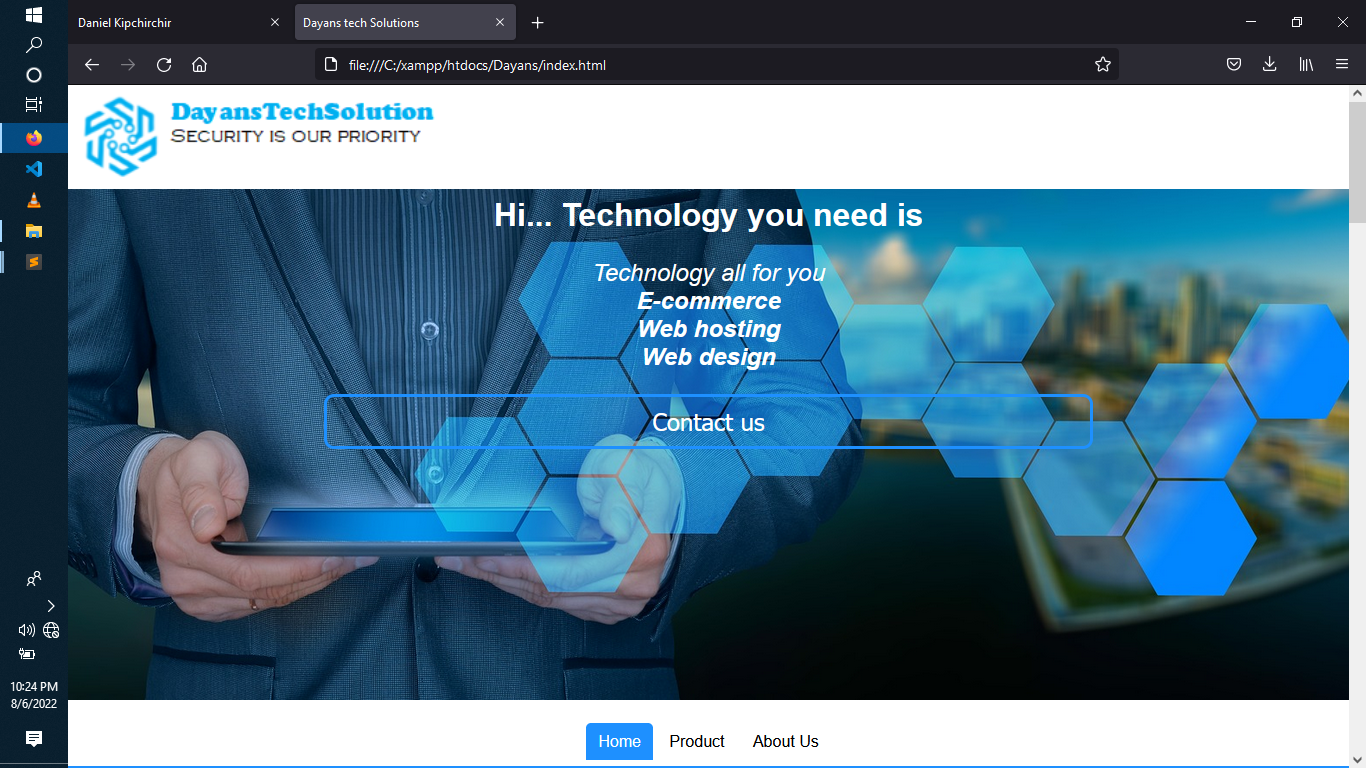 Daniel Kipchirchir
Dayans tech Solutions
file:///C:/xampp/htdocs/Dayans/index.html
DayansTechSolution
SECURITY IS OUR PRIORITY
Hi... Technology you need is
Technology all for you
E-commerce
Web hosting
Web design
Contact us
10:24 PM
8/6/2022
Home Product About Us